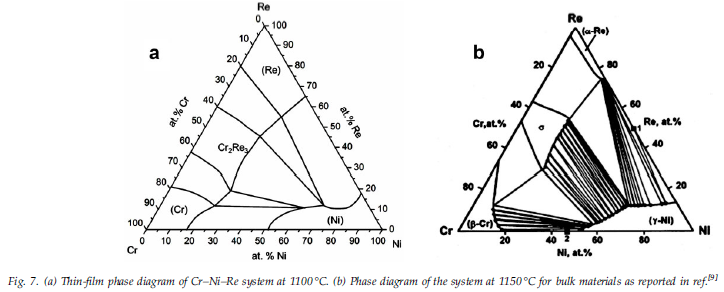 a
Re
0 100
10 90
20 80
30 70
40 60
50 50
60 40
70 30
80 20
90 10
100 0
at.% Cr
at.% Re
(Re)
Cr2Re3
(Cr)
(Ni)
Cr
Ni
0 10 20 30 40 50 60 70 80 90 100
at. % Ni
b
Re
(α-Re)
20 80
40 60
Cr,at.%
Re, at.%
60 40
80 20
σ
1
(β-Cr)
(γ-Ni)
Cr
Ni
20 40 60 80
2
Ni, at.%
Fig. 7. (a) Thin-film phase diagram of Cr–Ni–Re system at 1100°C. (b) Phase diagram of the system at 1150°C for bulk materials as reported in ref.[9]